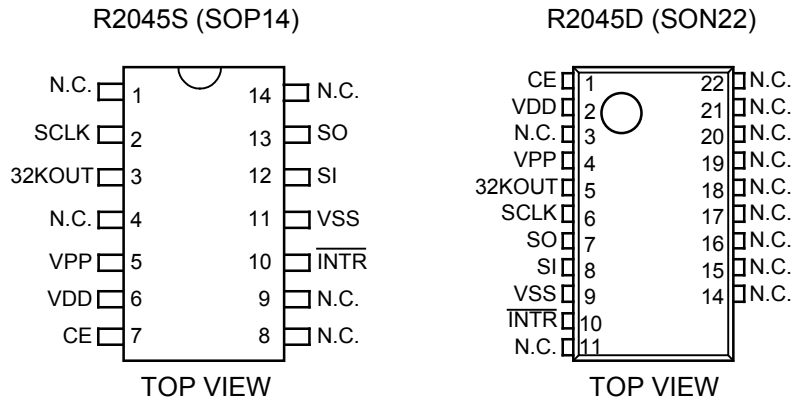 R2045S (SOP14)
N.C. 1 14 N.C.
SCLK 2 13 SO
32KOUT 3 12 SI
N.C. 4 11 VSS
VPP 5 10 INTR
VDD 6 9 N.C.
CE 7 8 N.C.
TOP VIEW
R2045D (SON22)
CE 1 22 N.C.
VDD 2 21 N.C.
N.C. 3 20 N.C.
VPP 4 19 N.C.
32KOUT 5 18 N.C.
SCLK 6 17 N.C.
SO 7 16 N.C.
SI 8 15 N.C.
VSS 9 14 N.C.
INTR 10
N.C. 11
TOP VIEW